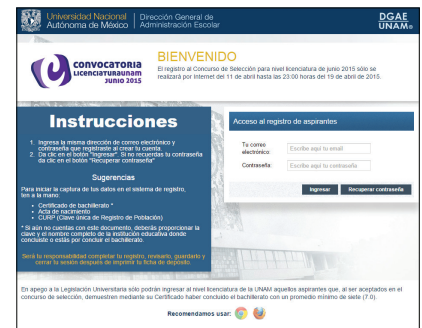 Universidad Nacional
Autónoma de México
Dirección General de
Administración Escolar
DGAE
UNAM
CONVOCATORIA
LICENCIATURAUNAM
JUNIO 2015
BIENVENIDO
El registro al Concurso de Selección para nivel licenciatura de junio 2015 sólo se
realizará por Internet del 11 de abril hasta las 23:00 horas del 19 de abril de 2015.
Instrucciones
1. Ingresa la misma dirección de correo electrónico y
contraseña que registraste al crear tu cuenta.
2. Da clic en el botón "Ingresar". Si no recuerdas tu contraseña
da clic en el botón "Recuperar contraseña"
Sugerencias
Para iniciar la captura de tus datos en el sistema de registro,
ten a la mano:
• Certificado de bachillerato *
• Acta de nacimiento
• CURP (Clave única de Registro de Población)
* Si aún no cuentas con este documento, deberás proporcionar la
clave y el nombre completo de la institución educativa donde
concluiste o estás por concluir el bachillerato.
Será tu responsabilidad completar tu registro, revisarlo, guardarlo y
cerrar tu sesión después de imprimir tu ficha de depósito.
Acceso al registro de aspirantes
Tu correo
electrónico:
Escribe aquí tu email
Contraseña:
Escribe aquí tu contraseña
Ingresar
Recuperar contraseña
En apego a la Legislación Universitaria sólo podrán ingresar al nivel licenciatura de la UNAM aquellos aspirantes que, al ser aceptados en el
concurso de selección, demuestren mediante su Certificado haber concluido el bachillerato con un promedio mínimo de siete (7.0).
Recomendamos usar: